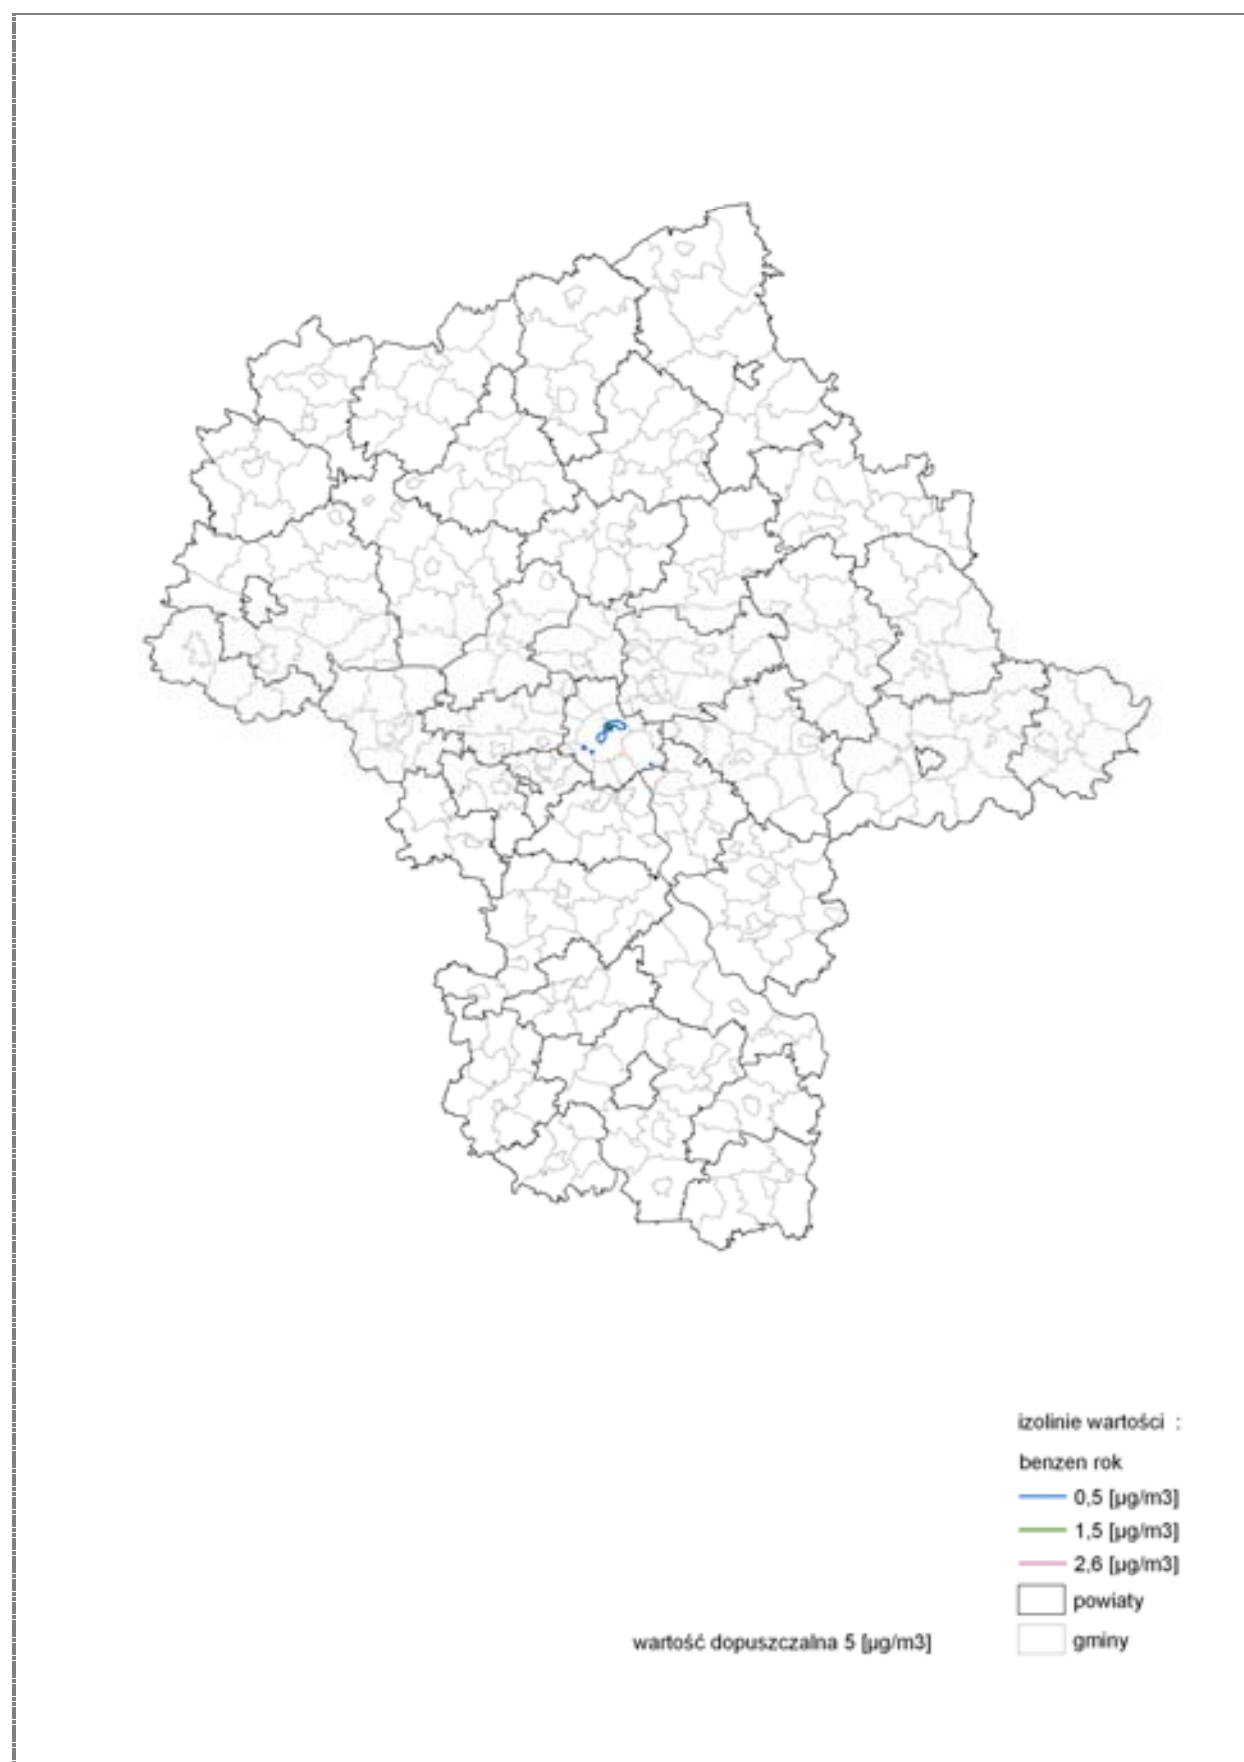 izolinie wartości :
benzen rok
0,5 [µg/m3]
1,5 [µg/m3]
2,6 [µg/m3]
powiaty
gminy
wartość dopuszczalna 5 [µg/m3]